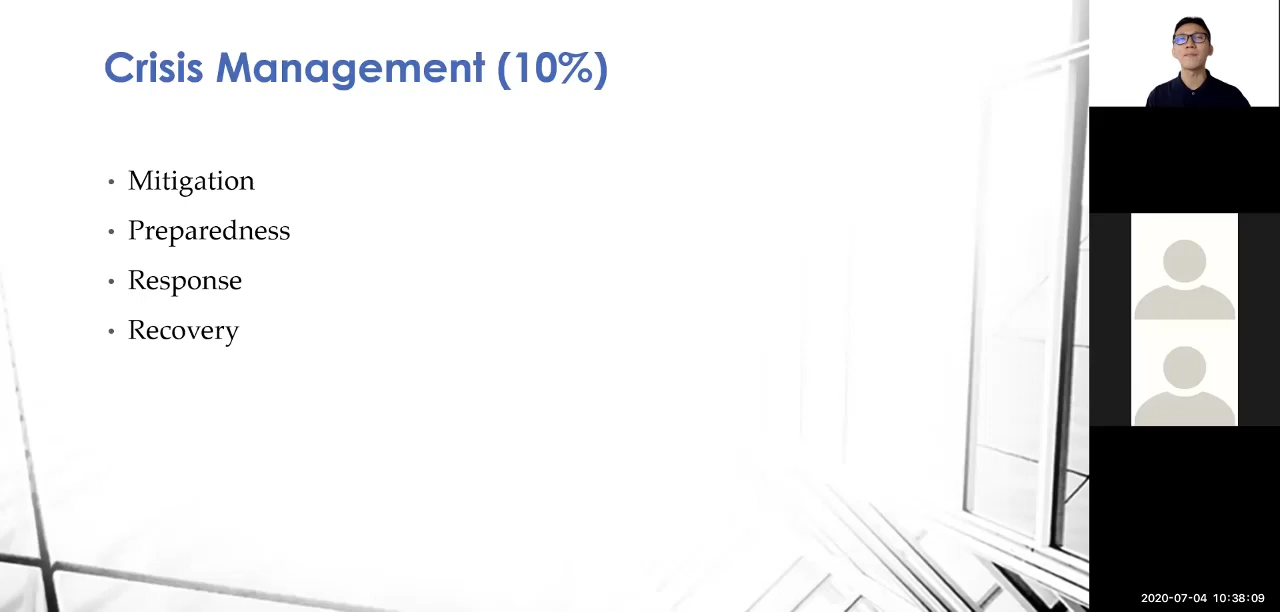 Crisis Management (10%)
• Mitigation
• Preparedness
• Response
• Recovery
2020-07-04 10:38:09